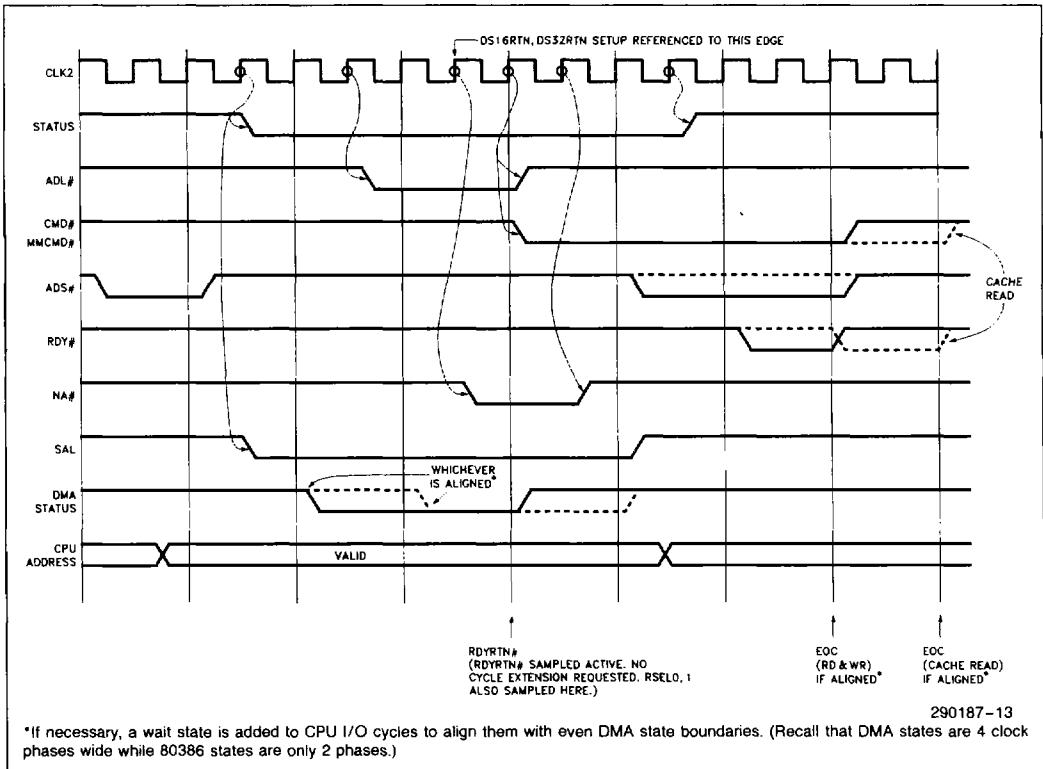 DS16RTN, DS32RTN SETUP REFERENCED TO THIS EDGE
CLK2
STATUS
ADL#
CMD#
MMCMD#
ADS#
CACHE
READ
RDY#
NA#
SAL
WHICHEVER
IS ALIGNED*
DMA
STATUS
CPU
ADDRESS
VALID
RDYRTN#
(RDYRTN# SAMPLED ACTIVE. NO
CYCLE EXTENSION REQUESTED. RSEL0, 1
ALSO SAMPLED HERE.)
EOC
(RD & WR)
IF ALIGNED*
EOC
(CACHE READ)
IF ALIGNED*
290187-13
*If necessary, a wait state is added to CPU I/O cycles to align them with even DMA state boundaries. (Recall that DMA states are 4 clock
phases wide while 80386 states are only 2 phases.)